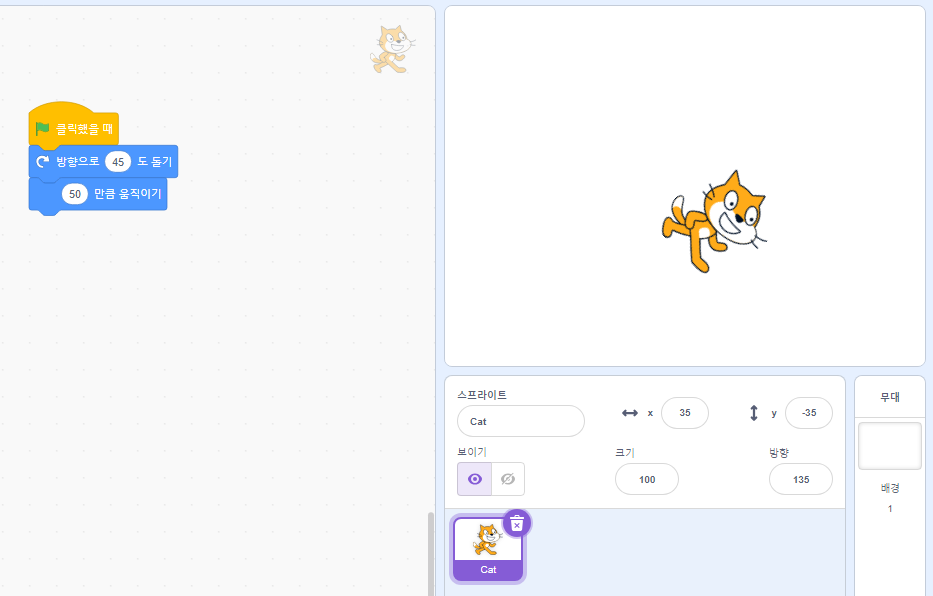 클릭했을 때
방향으로 45 도 돌기
50 만큼 움직이기
스프라이트
Cat
x 35
y -35
보이기
크기
100
방향
135
Cat
무대
배경
1